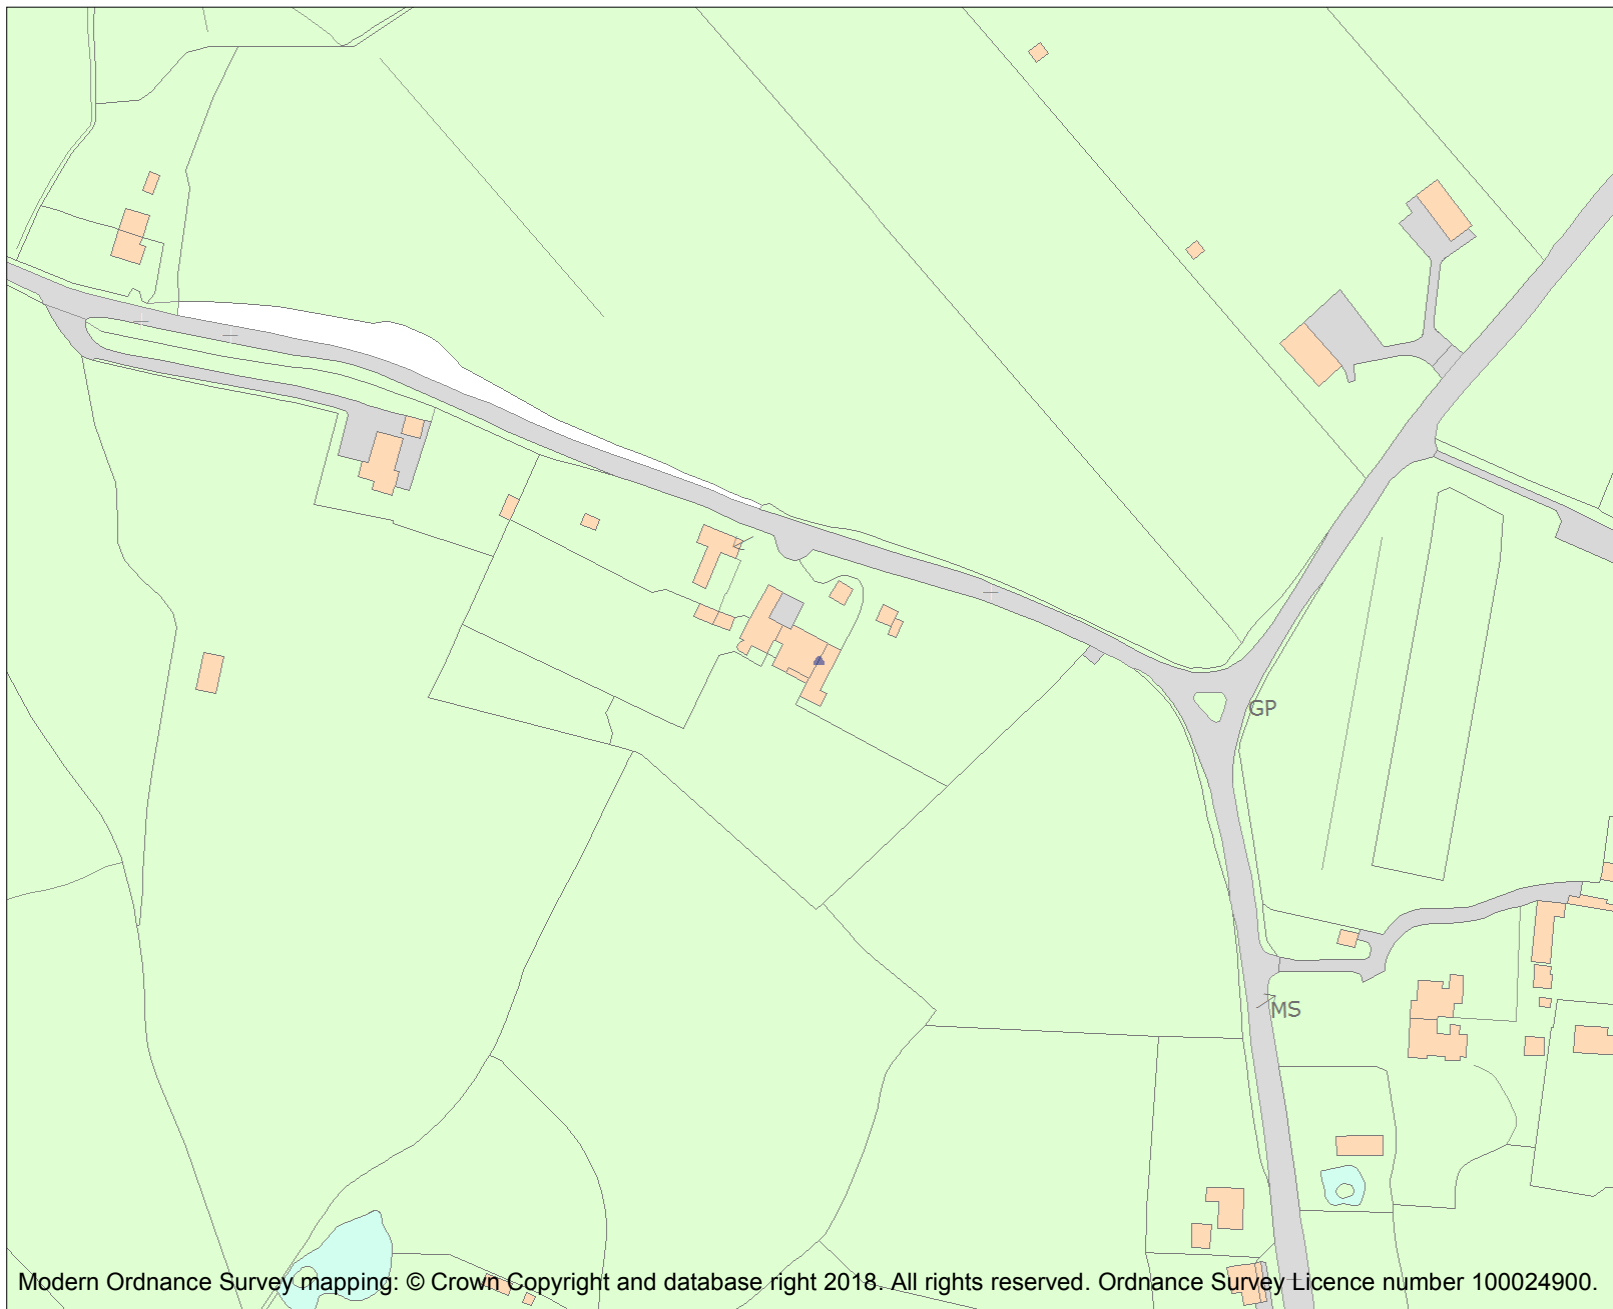 GP
MS
Modern Ordnance Survey mapping: © Crown Copyright and database right 2018. All rights reserved. Ordnance Survey Licence number 100024900.